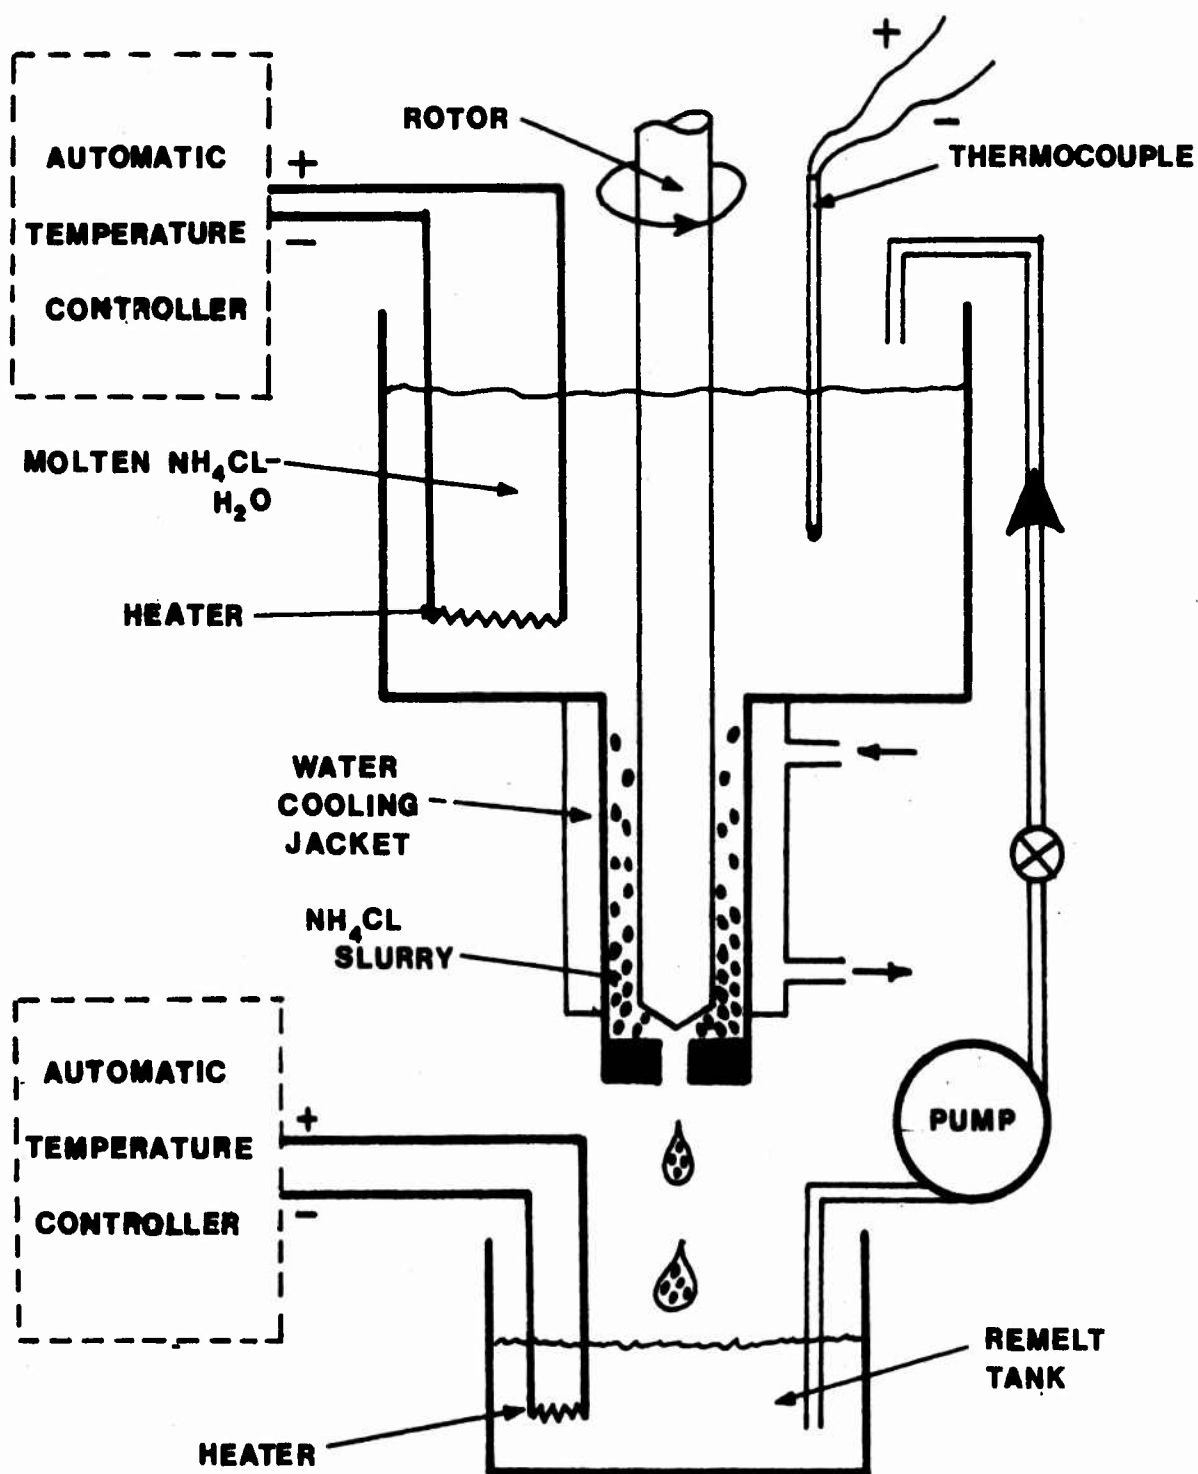 +
ROTOR
-
AUTOMATIC
TEMPERATURE
CONTROLLER
+
-
THERMOCOUPLE
MOLTEN NH₄CL-
H₂O
HEATER
WATER
COOLING
JACKET
NH₄CL
SLURRY
AUTOMATIC
TEMPERATURE
CONTROLLER
+
-
PUMP
REMELT
TANK
HEATER